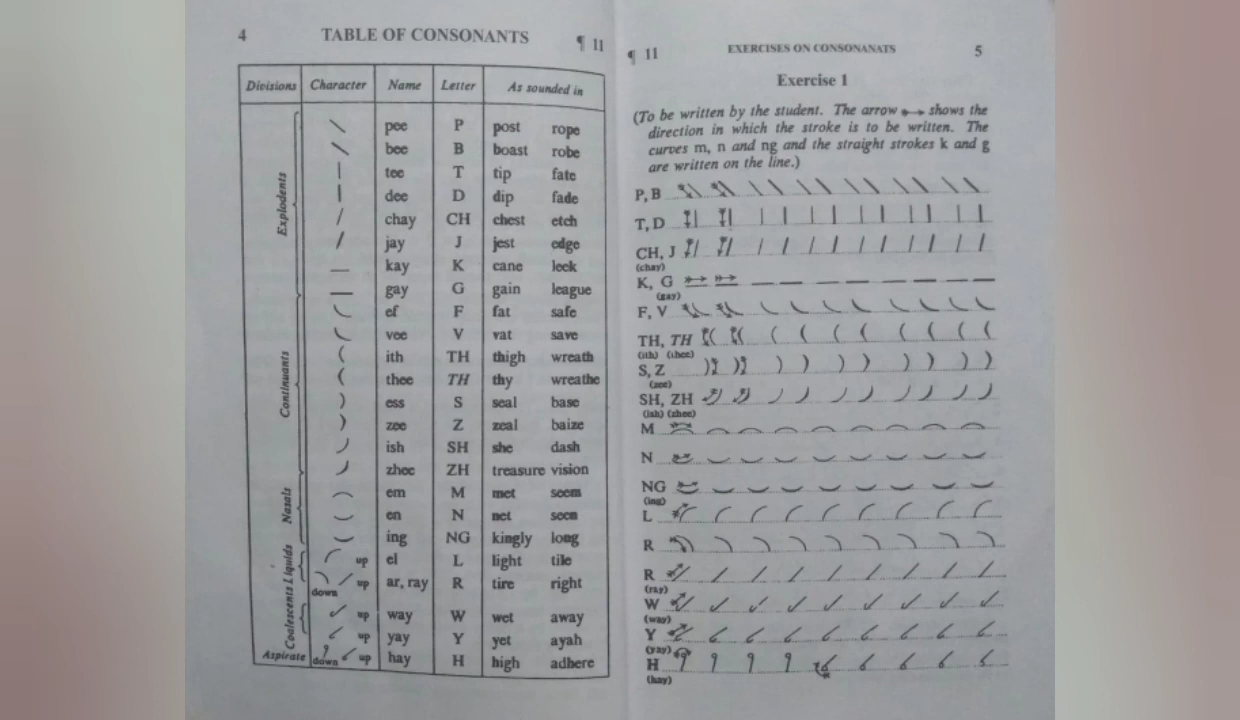 4 TABLE OF CONSONANTS ¶ 11
Divisions Character Name Letter As sounded in
Explodents
pee P post rope
bee B boast robe
tee T tip fate
dee D dip fade
chay CH chest etch
jay J jest edge
kay K cane leek
gay G gain league
Continuants
ef F fat safe
vee V vat save
ith TH thigh wreath
thee TH thy wreathe
ess S seal base
zee Z zeal baize
ish SH she dash
zhee ZH treasure vision
Nasals
em M met seem
en N net seen
ing NG kingly long
Liquids
up el L light tile
down up ar, ray R tire right
Coalescents
up way W wet away
up yay Y yet ayah
Aspirate down up hay H high adhere
¶ 11 EXERCISES ON CONSONANATS 5
Exercise 1
(To be written by the student. The arrow shows the
direction in which the stroke is to be written. The
curves m, n and ng and the straight strokes k and g
are written on the line.)
P, B
T, D
CH, J
(chay)
K, G
(gay)
F, V
TH, TH
(ith) (thee)
S, Z
(zee)
SH, ZH
(ish) (zhee)
M
N
NG
(ing)
L
R
R
(ray)
W
(way)
Y
(yay)
H
(hay)